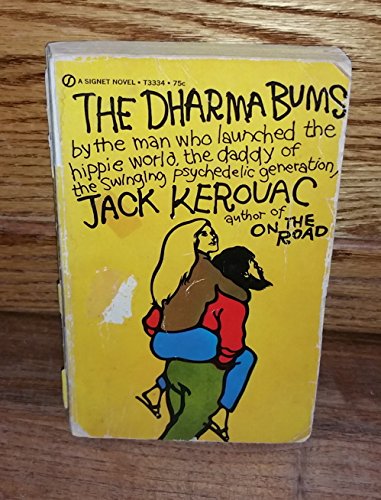 A SIGNET NOVEL • T3334 • 75c
THE DHARMA BUMS
by the man who launched the
hippie world, the daddy of
the swinging psychedelic generation,
JACK KEROUAC
author of
ON THE
ROAD